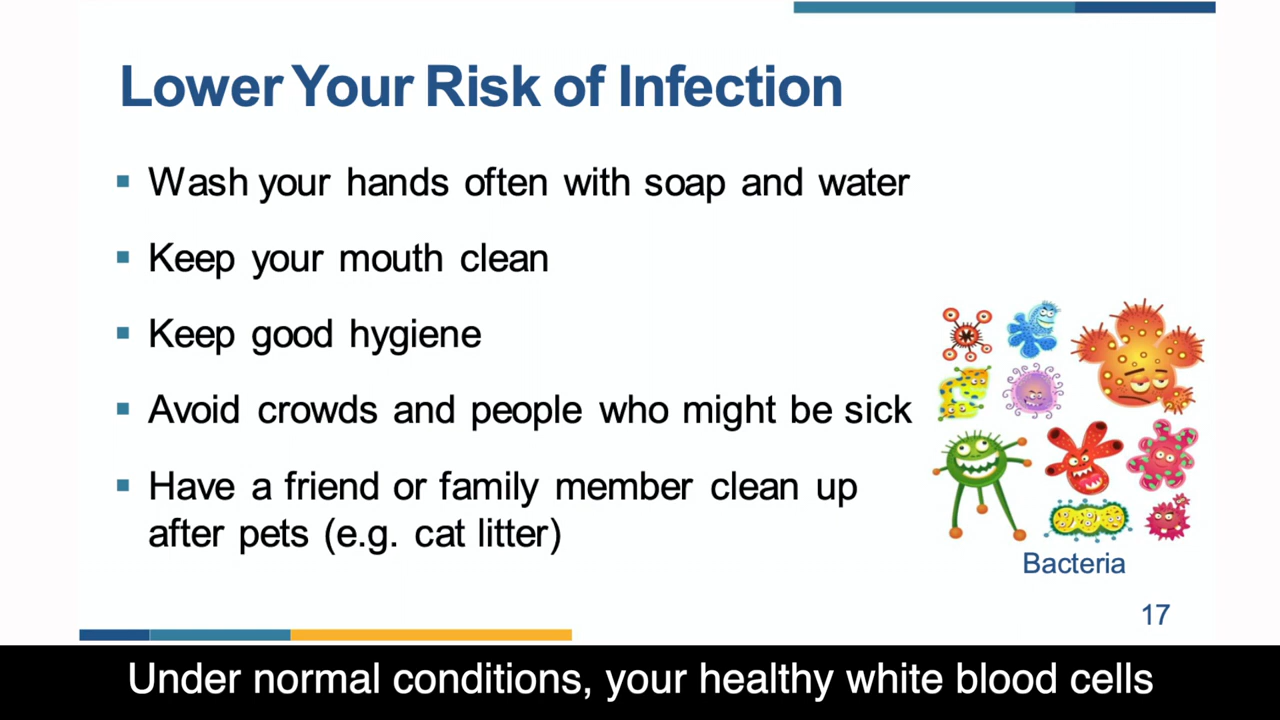 Lower Your Risk of Infection
Wash your hands often with soap and water
Keep your mouth clean
Keep good hygiene
Avoid crowds and people who might be sick
Have a friend or family member clean up
after pets (e.g. cat litter)
Bacteria
17
Under normal conditions, your healthy white blood cells